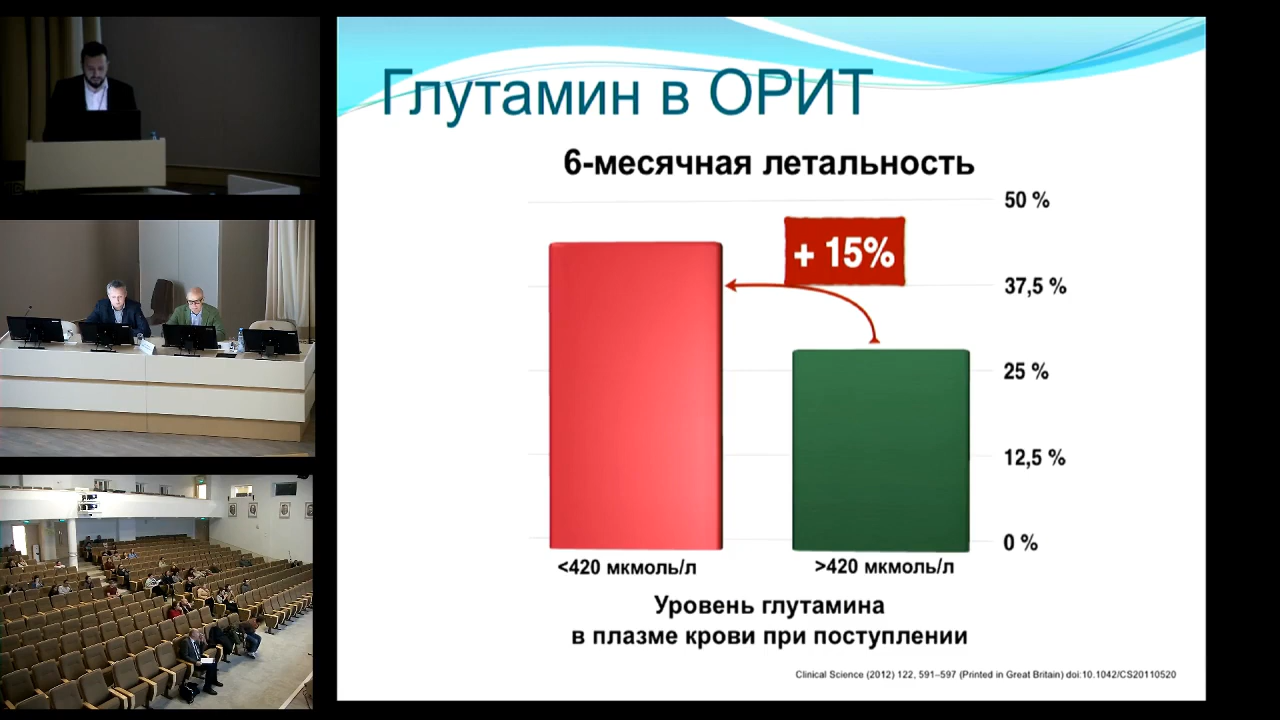 Глутамин в ОРИТ
6-месячная летальность
50 %
+ 15%
37,5 %
25 %
12,5 %
0 %
<420 мкмоль/л
>420 мкмоль/л
Уровень глутамина
в плазме крови при поступлении
Clinical Science (2012) 122, 591–597 (Printed in Great Britain) doi:10.1042/CS20110520